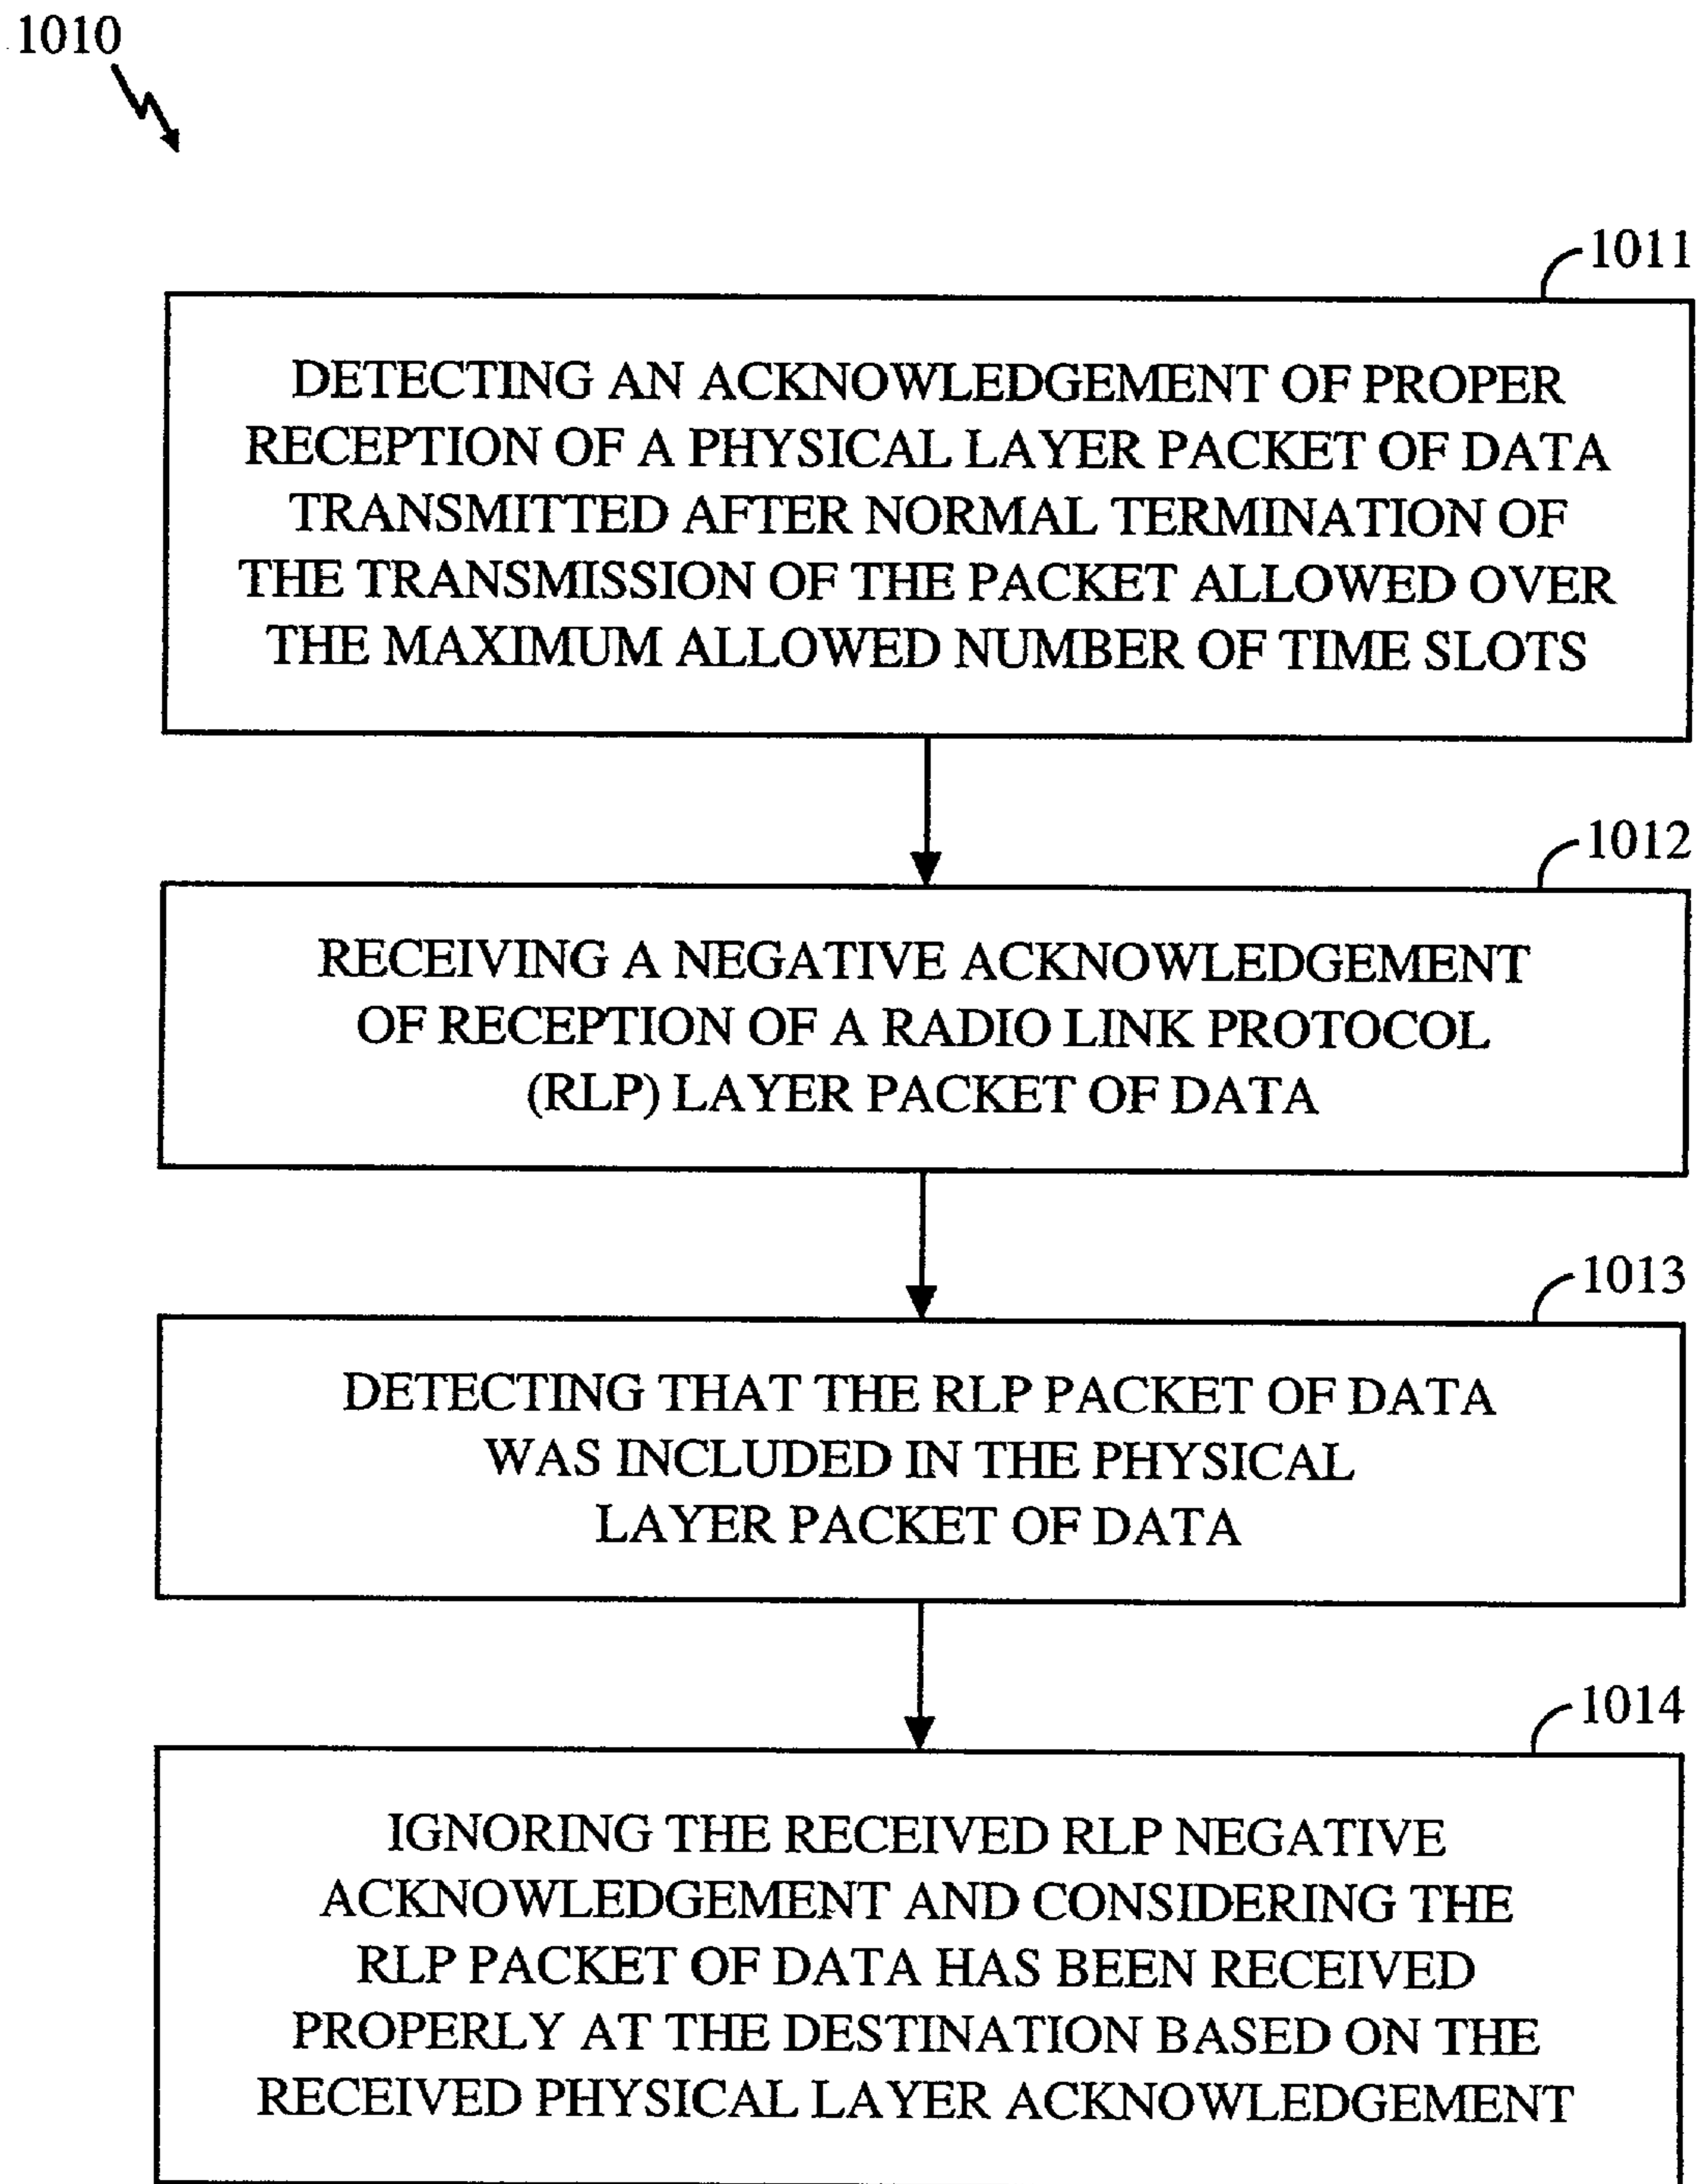 1010
1011
DETECTING AN ACKNOWLEDGEMENT OF PROPER
RECEPTION OF A PHYSICAL LAYER PACKET OF DATA
TRANSMITTED AFTER NORMAL TERMINATION OF
THE TRANSMISSION OF THE PACKET ALLOWED OVER
THE MAXIMUM ALLOWED NUMBER OF TIME SLOTS
1012
RECEIVING A NEGATIVE ACKNOWLEDGEMENT
OF RECEPTION OF A RADIO LINK PROTOCOL
(RLP) LAYER PACKET OF DATA
1013
DETECTING THAT THE RLP PACKET OF DATA
WAS INCLUDED IN THE PHYSICAL
LAYER PACKET OF DATA
1014
IGNORING THE RECEIVED RLP NEGATIVE
ACKNOWLEDGEMENT AND CONSIDERING THE
RLP PACKET OF DATA HAS BEEN RECEIVED
PROPERLY AT THE DESTINATION BASED ON THE
RECEIVED PHYSICAL LAYER ACKNOWLEDGEMENT